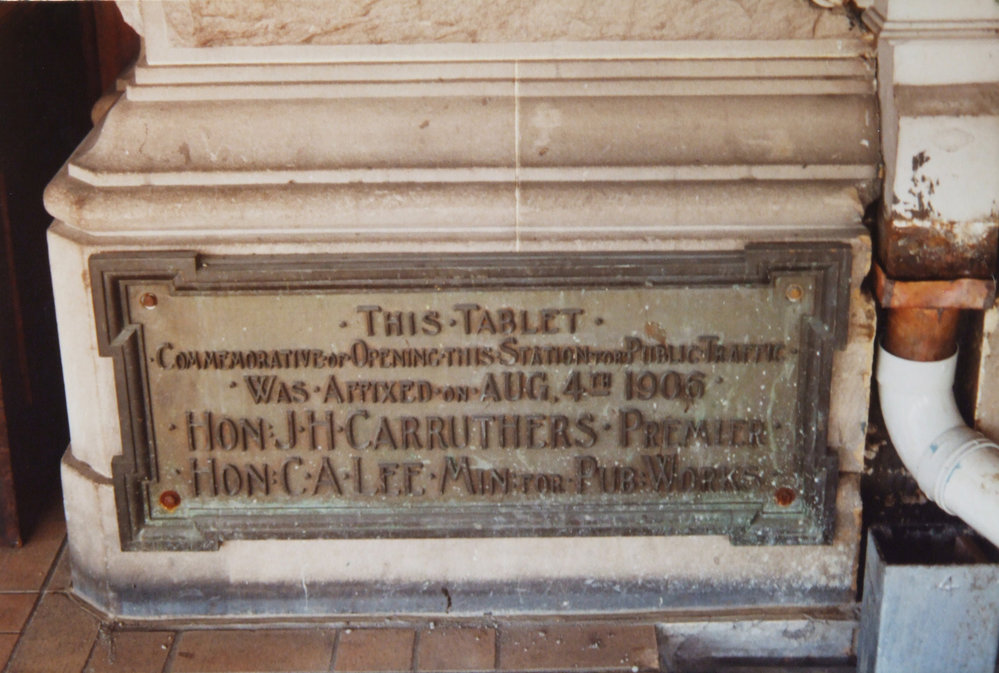 ·THIS·TABLET·
·COMMEMORATIVE·OF·OPENING·THIS·STATION·FOR·PUBLIC·TRAFFIC·
·WAS·AFFIXED·ON·AUG. 4TH 1906·
·HON:J·H·CARRUTHERS·PREMIER·
·HON:C·A·LEE·MIN:FOR·PUB:WORKS·